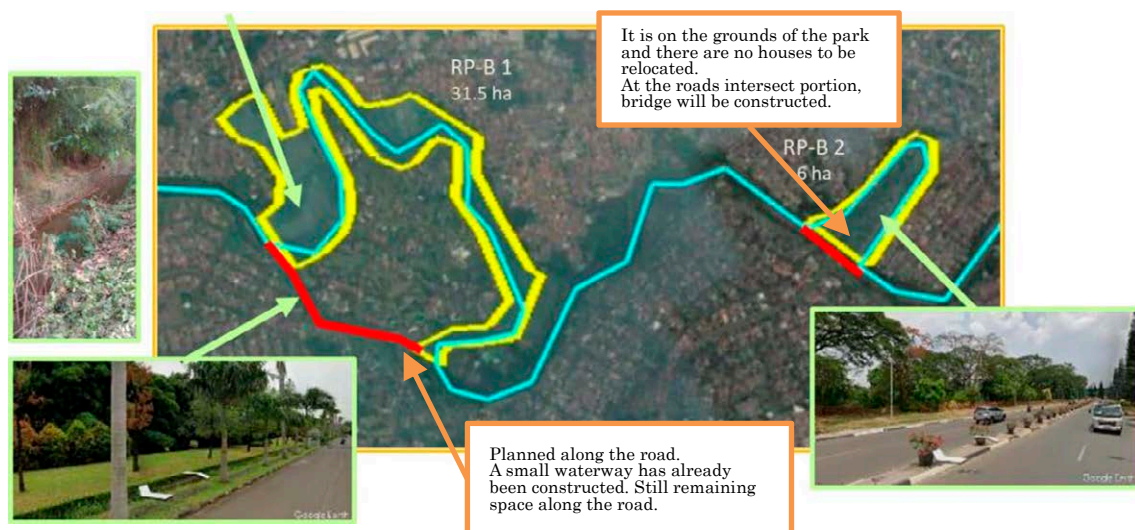 It is on the grounds of the park
and there are no houses to be
relocated.
At the roads intersect portion,
bridge will be constructed.
RP-B 1
31.5 ha
RP-B 2
6 ha
Planned along the road.
A small waterway has already
been constructed. Still remaining
space along the road.
Google Earth
Google Earth